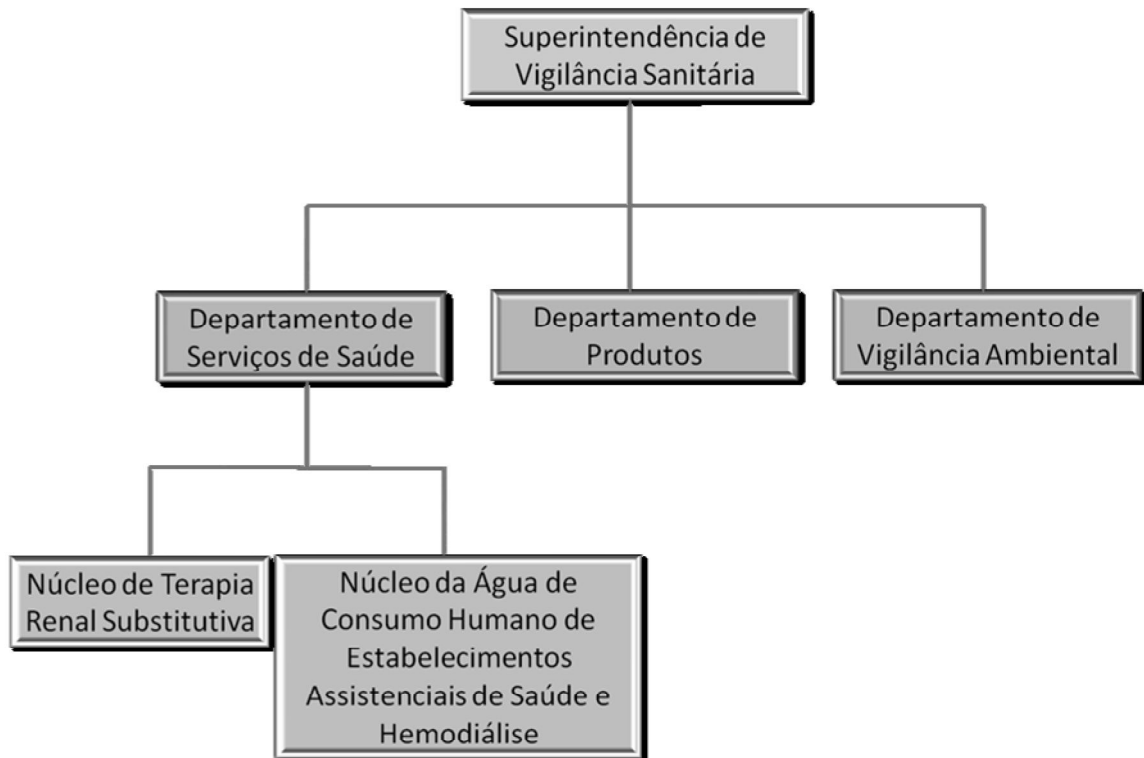 Superintendência de
Vigilância Sanitária
Departamento de
Serviços de Saúde
Departamento de
Produtos
Departamento de
Vigilância Ambiental
Núcleo de Terapia
Renal Substitutiva
Núcleo da Água de
Consumo Humano de
Estabelecimentos
Assistenciais de Saúde e
Hemodiálise